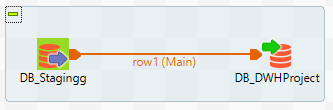 row1 (Main)
DB_Stagingg
DB_DWHProject